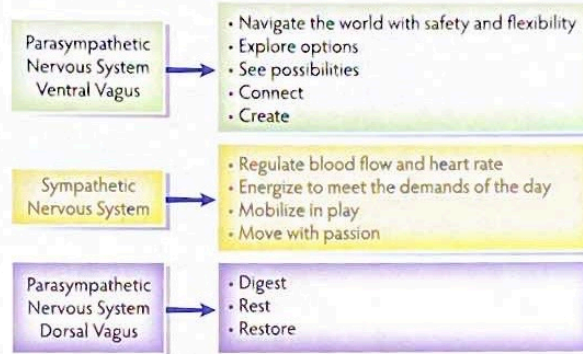 Parasympathetic
Nervous System
Ventral Vagus
• Navigate the world with safety and flexibility
• Explore options
• See possibilities
• Connect
• Create
Sympathetic
Nervous System
• Regulate blood flow and heart rate
• Energize to meet the demands of the day
• Mobilize in play
• Move with passion
Parasympathetic
Nervous System
Dorsal Vagus
• Digest
• Rest
• Restore